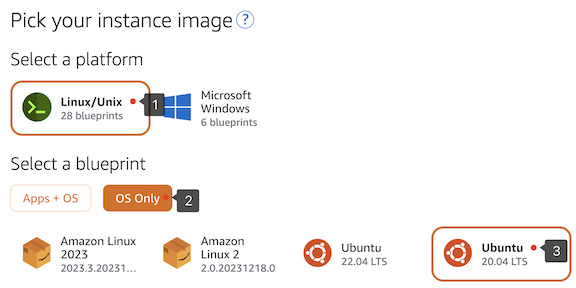 Pick your instance image ?
Select a platform
Linux/Unix
28 blueprints
1
Microsoft
Windows
6 blueprints
Select a blueprint
Apps + OS
OS Only
2
Amazon Linux
2023
2023.3.20231...
Amazon
Linux 2
2.0.20231218.0
Ubuntu
22.04 LTS
Ubuntu
20.04 LTS
3